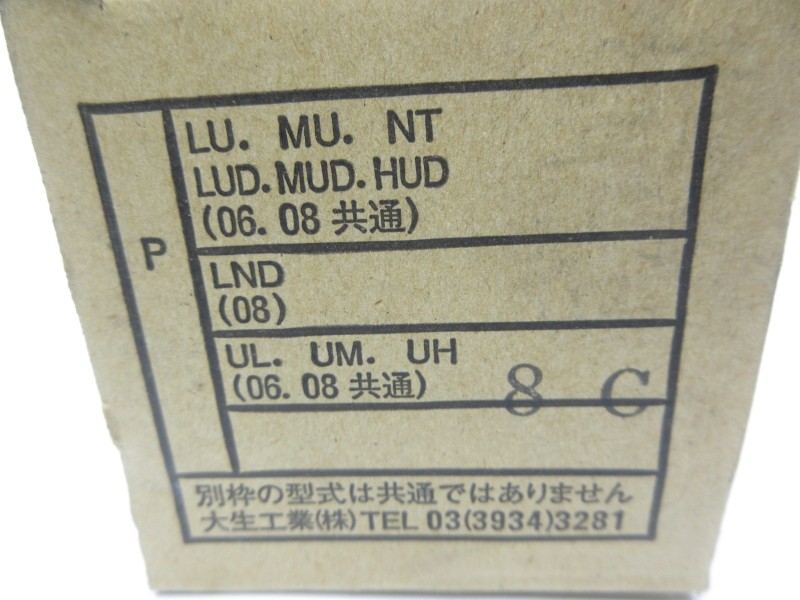 P
LU. MU. NT
LUD. MUD. HUD
(06. 08 共通)
LND
(08)
UL. UM. UH
(06. 08 共通)
8 C
別枠の型式は共通ではありません
大生工業(株) TEL 03(3934)3281